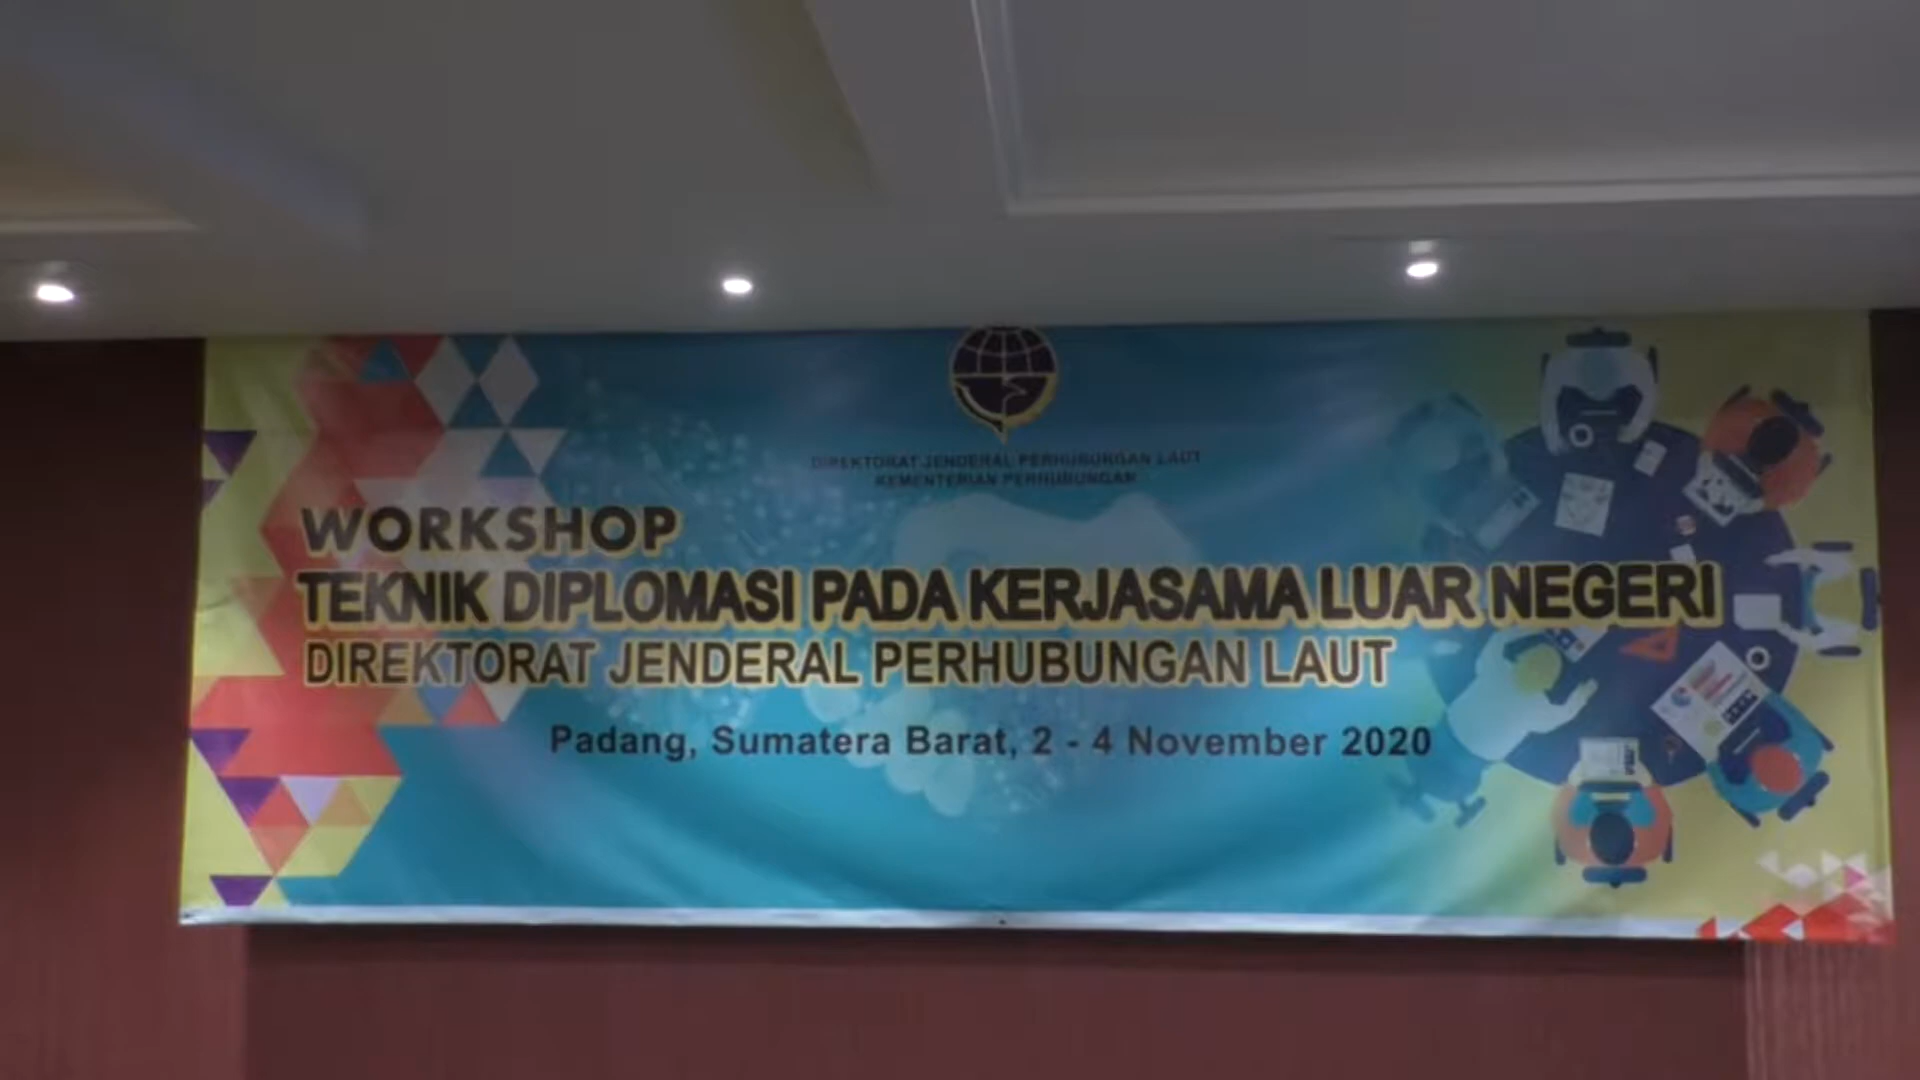 DIREKTORAT JENDERAL PERHUBUNGAN LAUT
KEMENTERIAN PERHUBUNGAN
WORKSHOP
TEKNIK DIPLOMASI PADA KERJASAMA LUAR NEGERI
DIREKTORAT JENDERAL PERHUBUNGAN LAUT
Padang, Sumatera Barat, 2 - 4 November 2020